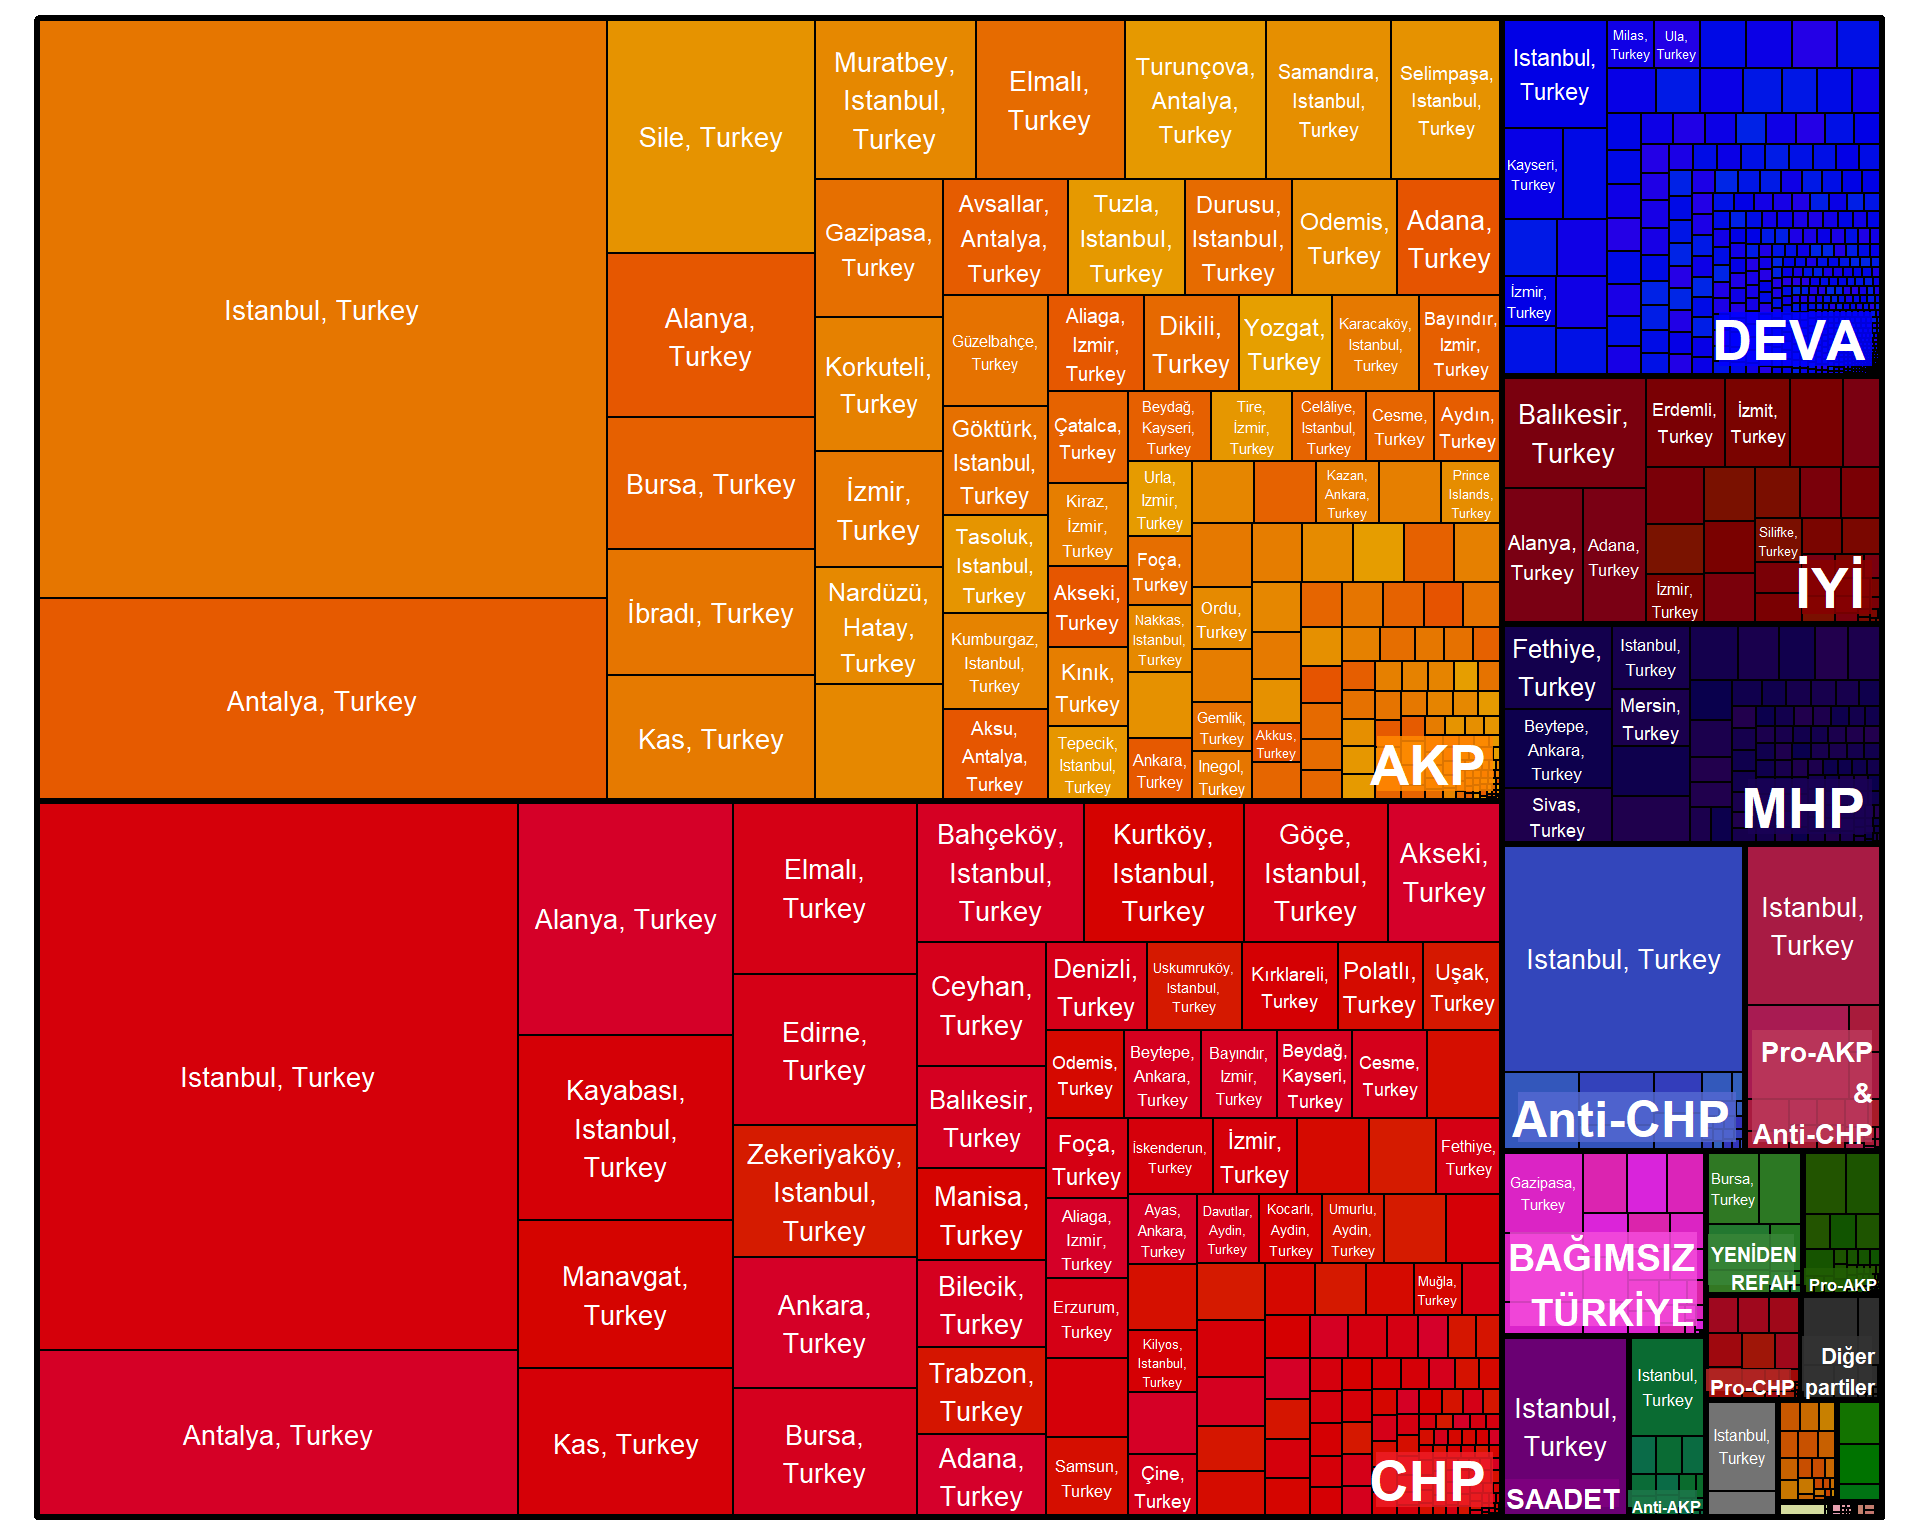 Istanbul, Turkey
Antalya, Turkey
Sile, Turkey
Alanya,
Turkey
Bursa, Turkey
İbradı, Turkey
Kas, Turkey
Muratbey,
Istanbul,
Turkey
Elmalı,
Turkey
Turunçova,
Antalya,
Turkey
Samandıra,
Istanbul,
Turkey
Selimpaşa,
Istanbul,
Turkey
Gazipasa,
Turkey
Korkuteli,
Turkey
İzmir,
Turkey
Nardüzü,
Hatay,
Turkey
Avsallar,
Antalya,
Turkey
Tuzla,
Istanbul,
Turkey
Durusu,
Istanbul,
Turkey
Odemis,
Turkey
Adana,
Turkey
Güzelbahçe,
Turkey
Göktürk,
Istanbul,
Turkey
Tasoluk,
Istanbul,
Turkey
Kumburgaz,
Istanbul,
Turkey
Aksu,
Antalya,
Turkey
Aliaga,
Izmir,
Turkey
Dikili,
Turkey
Yozgat,
Turkey
Karacaköy,
Istanbul,
Turkey
Bayındır,
Izmir,
Turkey
Çatalca,
Turkey
Kiraz,
İzmir,
Turkey
Akseki,
Turkey
Kınık,
Turkey
Tepecik,
Istanbul,
Turkey
Beydağ,
Kayseri,
Turkey
Tire,
İzmir,
Turkey
Celâliye,
Istanbul,
Turkey
Cesme,
Turkey
Aydın,
Turkey
Urla,
Izmir,
Turkey
Foça,
Turkey
Nakkas,
Istanbul,
Turkey
Ankara,
Turkey
Kazan,
Ankara,
Turkey
Prince
Islands,
Turkey
Ordu,
Turkey
Gemlik,
Turkey
Inegol,
Turkey
Akkus,
Turkey
AKP
Istanbul, Turkey
Antalya, Turkey
Alanya, Turkey
Kayabası,
Istanbul,
Turkey
Manavgat,
Turkey
Kas, Turkey
Elmalı,
Turkey
Edirne,
Turkey
Zekeriyaköy,
Istanbul,
Turkey
Ankara,
Turkey
Bursa,
Turkey
Bahçeköy,
Istanbul,
Turkey
Kurtköy,
Istanbul,
Turkey
Göçe,
Istanbul,
Turkey
Akseki,
Turkey
Ceyhan,
Turkey
Balıkesir,
Turkey
Manisa,
Turkey
Bilecik,
Turkey
Trabzon,
Turkey
Adana,
Turkey
Denizli,
Turkey
Uskumruköy,
Istanbul,
Turkey
Kırklareli,
Turkey
Polatlı,
Turkey
Uşak,
Turkey
Odemis,
Turkey
Beytepe,
Ankara,
Turkey
Bayındır,
Izmir,
Turkey
Beydağ,
Kayseri,
Turkey
Cesme,
Turkey
Foça,
Turkey
Aliaga,
Izmir,
Turkey
Erzurum,
Turkey
Samsun,
Turkey
İskenderun,
Turkey
İzmir,
Turkey
Fethiye,
Turkey
Ayas,
Ankara,
Turkey
Davutlar,
Aydin,
Turkey
Kocarlı,
Aydin,
Turkey
Umurlu,
Aydin,
Turkey
Kilyos,
Istanbul,
Turkey
Çine,
Turkey
Muğla,
Turkey
CHP
Istanbul,
Turkey
Milas,
Turkey
Ula,
Turkey
Kayseri,
Turkey
İzmir,
Turkey
DEVA
Balıkesir,
Turkey
Erdemli,
Turkey
İzmit,
Turkey
Alanya,
Turkey
Adana,
Turkey
İzmir,
Turkey
Silifke,
Turkey
İYİ
Fethiye,
Turkey
Istanbul,
Turkey
Beytepe,
Ankara,
Turkey
Mersin,
Turkey
Sivas,
Turkey
MHP
Istanbul, Turkey
Anti-CHP
Istanbul,
Turkey
Pro-AKP
&
Anti-CHP
Gazipasa,
Turkey
BAĞIMSIZ
TÜRKİYE
Bursa,
Turkey
YENİDEN
REFAH
Pro-AKP
Istanbul,
Turkey
SAADET
Istanbul,
Turkey
Anti-AKP
Pro-CHP
Diğer
partiler
Istanbul,
Turkey